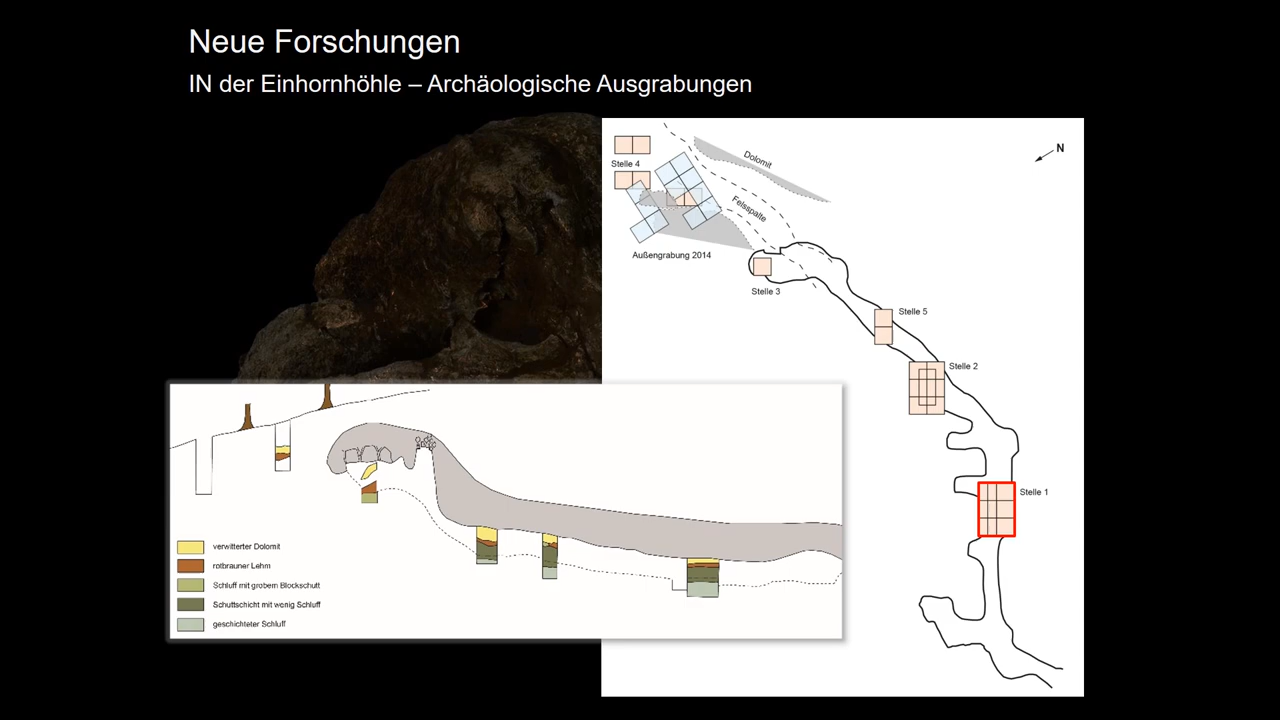 Neue Forschungen
IN der Einhornhöhle – Archäologische Ausgrabungen
N
Dolomit
Stelle 4
Felsspalte
Außengrabung 2014
Stelle 3
Stelle 5
Stelle 2
Stelle 1
verwitterter Dolomit
rotbrauner Lehm
Schluff mit grobem Blockschutt
Schuttschicht mit wenig Schluff
geschichteter Schluff